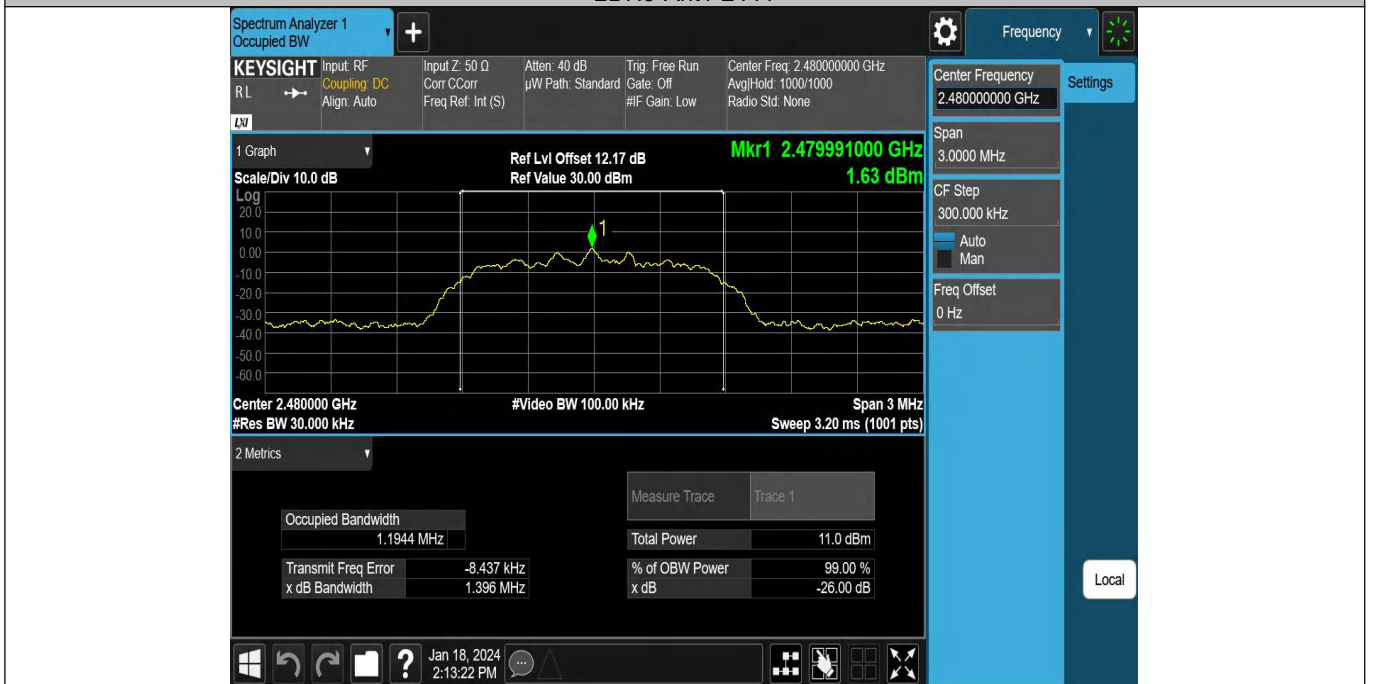 Spectrum Analyzer 1
Occupied BW
Frequency
KEYSIGHT
RL
LXI
Input: RF
Coupling: DC
Align: Auto
Input Z: 50 Ω
Corr CCorr
Freq Ref: Int (S)
Atten: 40 dB
µW Path: Standard
Trig: Free Run
Gate: Off
#IF Gain: Low
Center Freq: 2.480000000 GHz
Avg|Hold: 1000/1000
Radio Std: None
Center Frequency
2.480000000 GHz
Settings
Span
3.0000 MHz
CF Step
300.000 kHz
Auto
Man
Freq Offset
0 Hz
Local
1 Graph
Scale/Div 10.0 dB
Ref Lvl Offset 12.17 dB
Ref Value 30.00 dBm
Mkr1 2.479991000 GHz
1.63 dBm
Log
20.0
10.0
0.00
-10.0
-20.0
-30.0
-40.0
-50.0
-60.0
1
Center 2.480000 GHz
#Video BW 100.00 kHz
Span 3 MHz
#Res BW 30.000 kHz
Sweep 3.20 ms (1001 pts)
2 Metrics
Measure Trace
Trace 1
Occupied Bandwidth
1.1944 MHz
Total Power
11.0 dBm
Transmit Freq Error
-8.437 kHz
% of OBW Power
99.00 %
x dB Bandwidth
1.396 MHz
x dB
-26.00 dB
?
Jan 18, 2024
2:13:22 PM